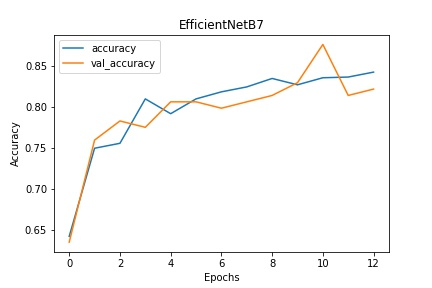 EfficientNetB7
accuracy
val_accuracy
0.85
0.80
0.75
0.70
0.65
Accuracy
0 2 4 6 8 10 12
Epochs